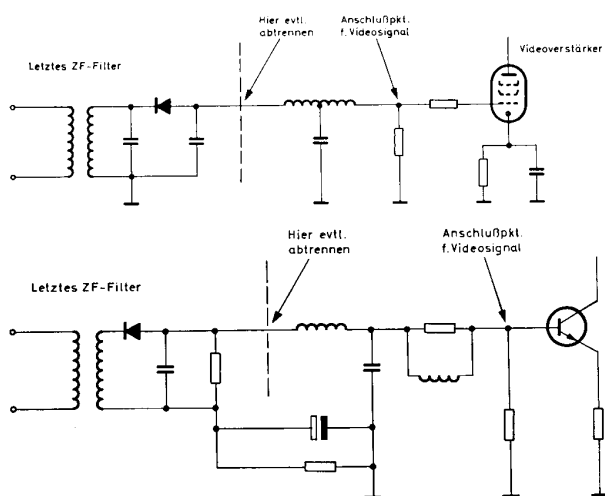 Hier evtl.
abtrennen
Anschlußpkt.
f. Videosignal
Videoverstärker
Letztes ZF-Filter
Hier evtl.
abtrennen
Anschlußpkt.
f. Videosignal
Letztes ZF-Filter